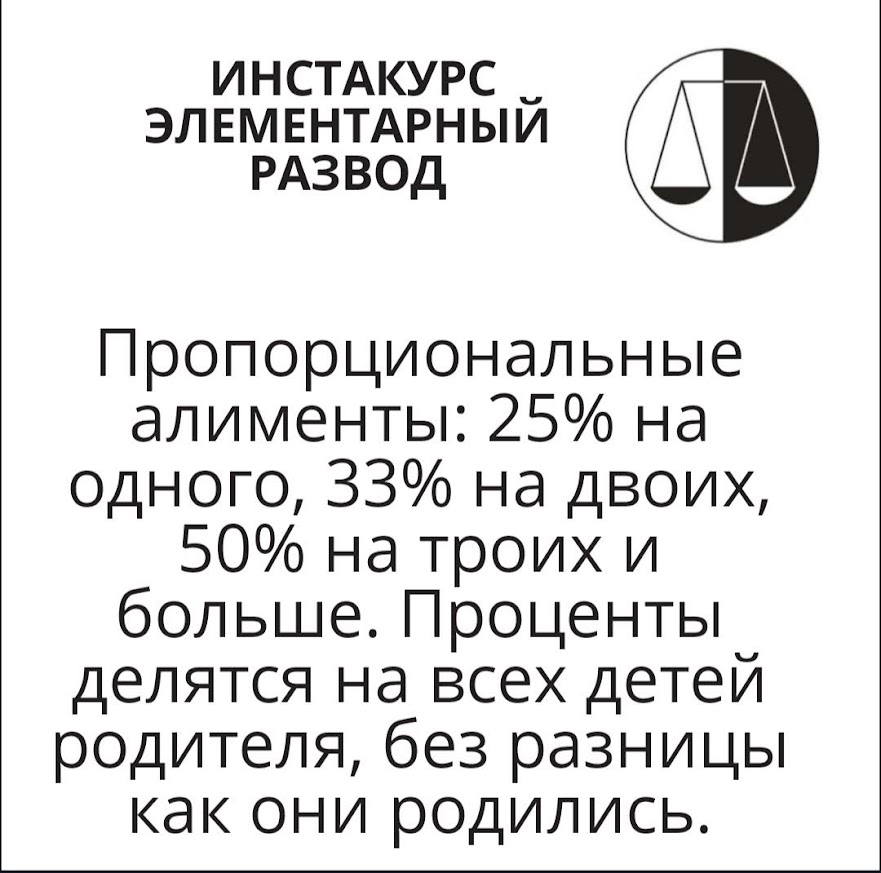 ИНСТАКУРС
ЭЛЕМЕНТАРНЫЙ
РАЗВОД
Пропорциональные
алименты: 25% на
одного, 33% на двоих,
50% на троих и
больше. Проценты
делятся на всех детей
родителя, без разницы
как они родились.